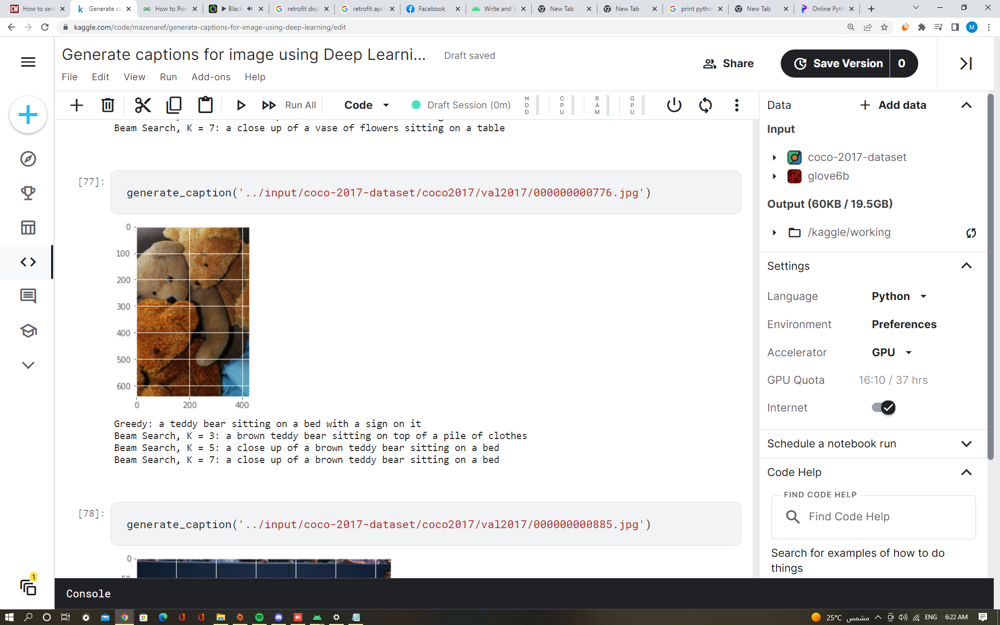 How to sen
Generate ca
How to Pos
Black
retrofit dep
retrofit api c
Facebook
Write and V
New Tab
New Tab
print pytho
New Tab
Online Pyth
kaggle.com/code/mazenaref/generate-captions-for-image-using-deep-learning/edit
M
Generate captions for image using Deep Learni...
Draft saved
Share
Save Version
0
File Edit View Run Add-ons Help
Run All
Code
Draft Session (0m)
HDD
CPU
RAM
GPU
Data
Add data
Input
coco-2017-dataset
glove6b
Output (60KB / 19.5GB)
/kaggle/working
Settings
Language Python
Environment Preferences
Accelerator GPU
GPU Quota 16:10 / 37 hrs
Internet
Schedule a notebook run
Code Help
FIND CODE HELP
Find Code Help
Search for examples of how to do
things
Beam Search, K = 7: a close up of a vase of flowers sitting on a table
[77]:
generate_caption('../input/coco-2017-dataset/coco2017/val2017/000000000776.jpg')
0
100
200
300
400
500
600
0 200 400
Greedy: a teddy bear sitting on a bed with a sign on it
Beam Search, K = 3: a brown teddy bear sitting on top of a pile of clothes
Beam Search, K = 5: a close up of a brown teddy bear sitting on a bed
Beam Search, K = 7: a close up of a brown teddy bear sitting on a bed
[78]:
generate_caption('../input/coco-2017-dataset/coco2017/val2017/000000000885.jpg')
0
1
Console
25°C مشمس
ENG
6:22 AM